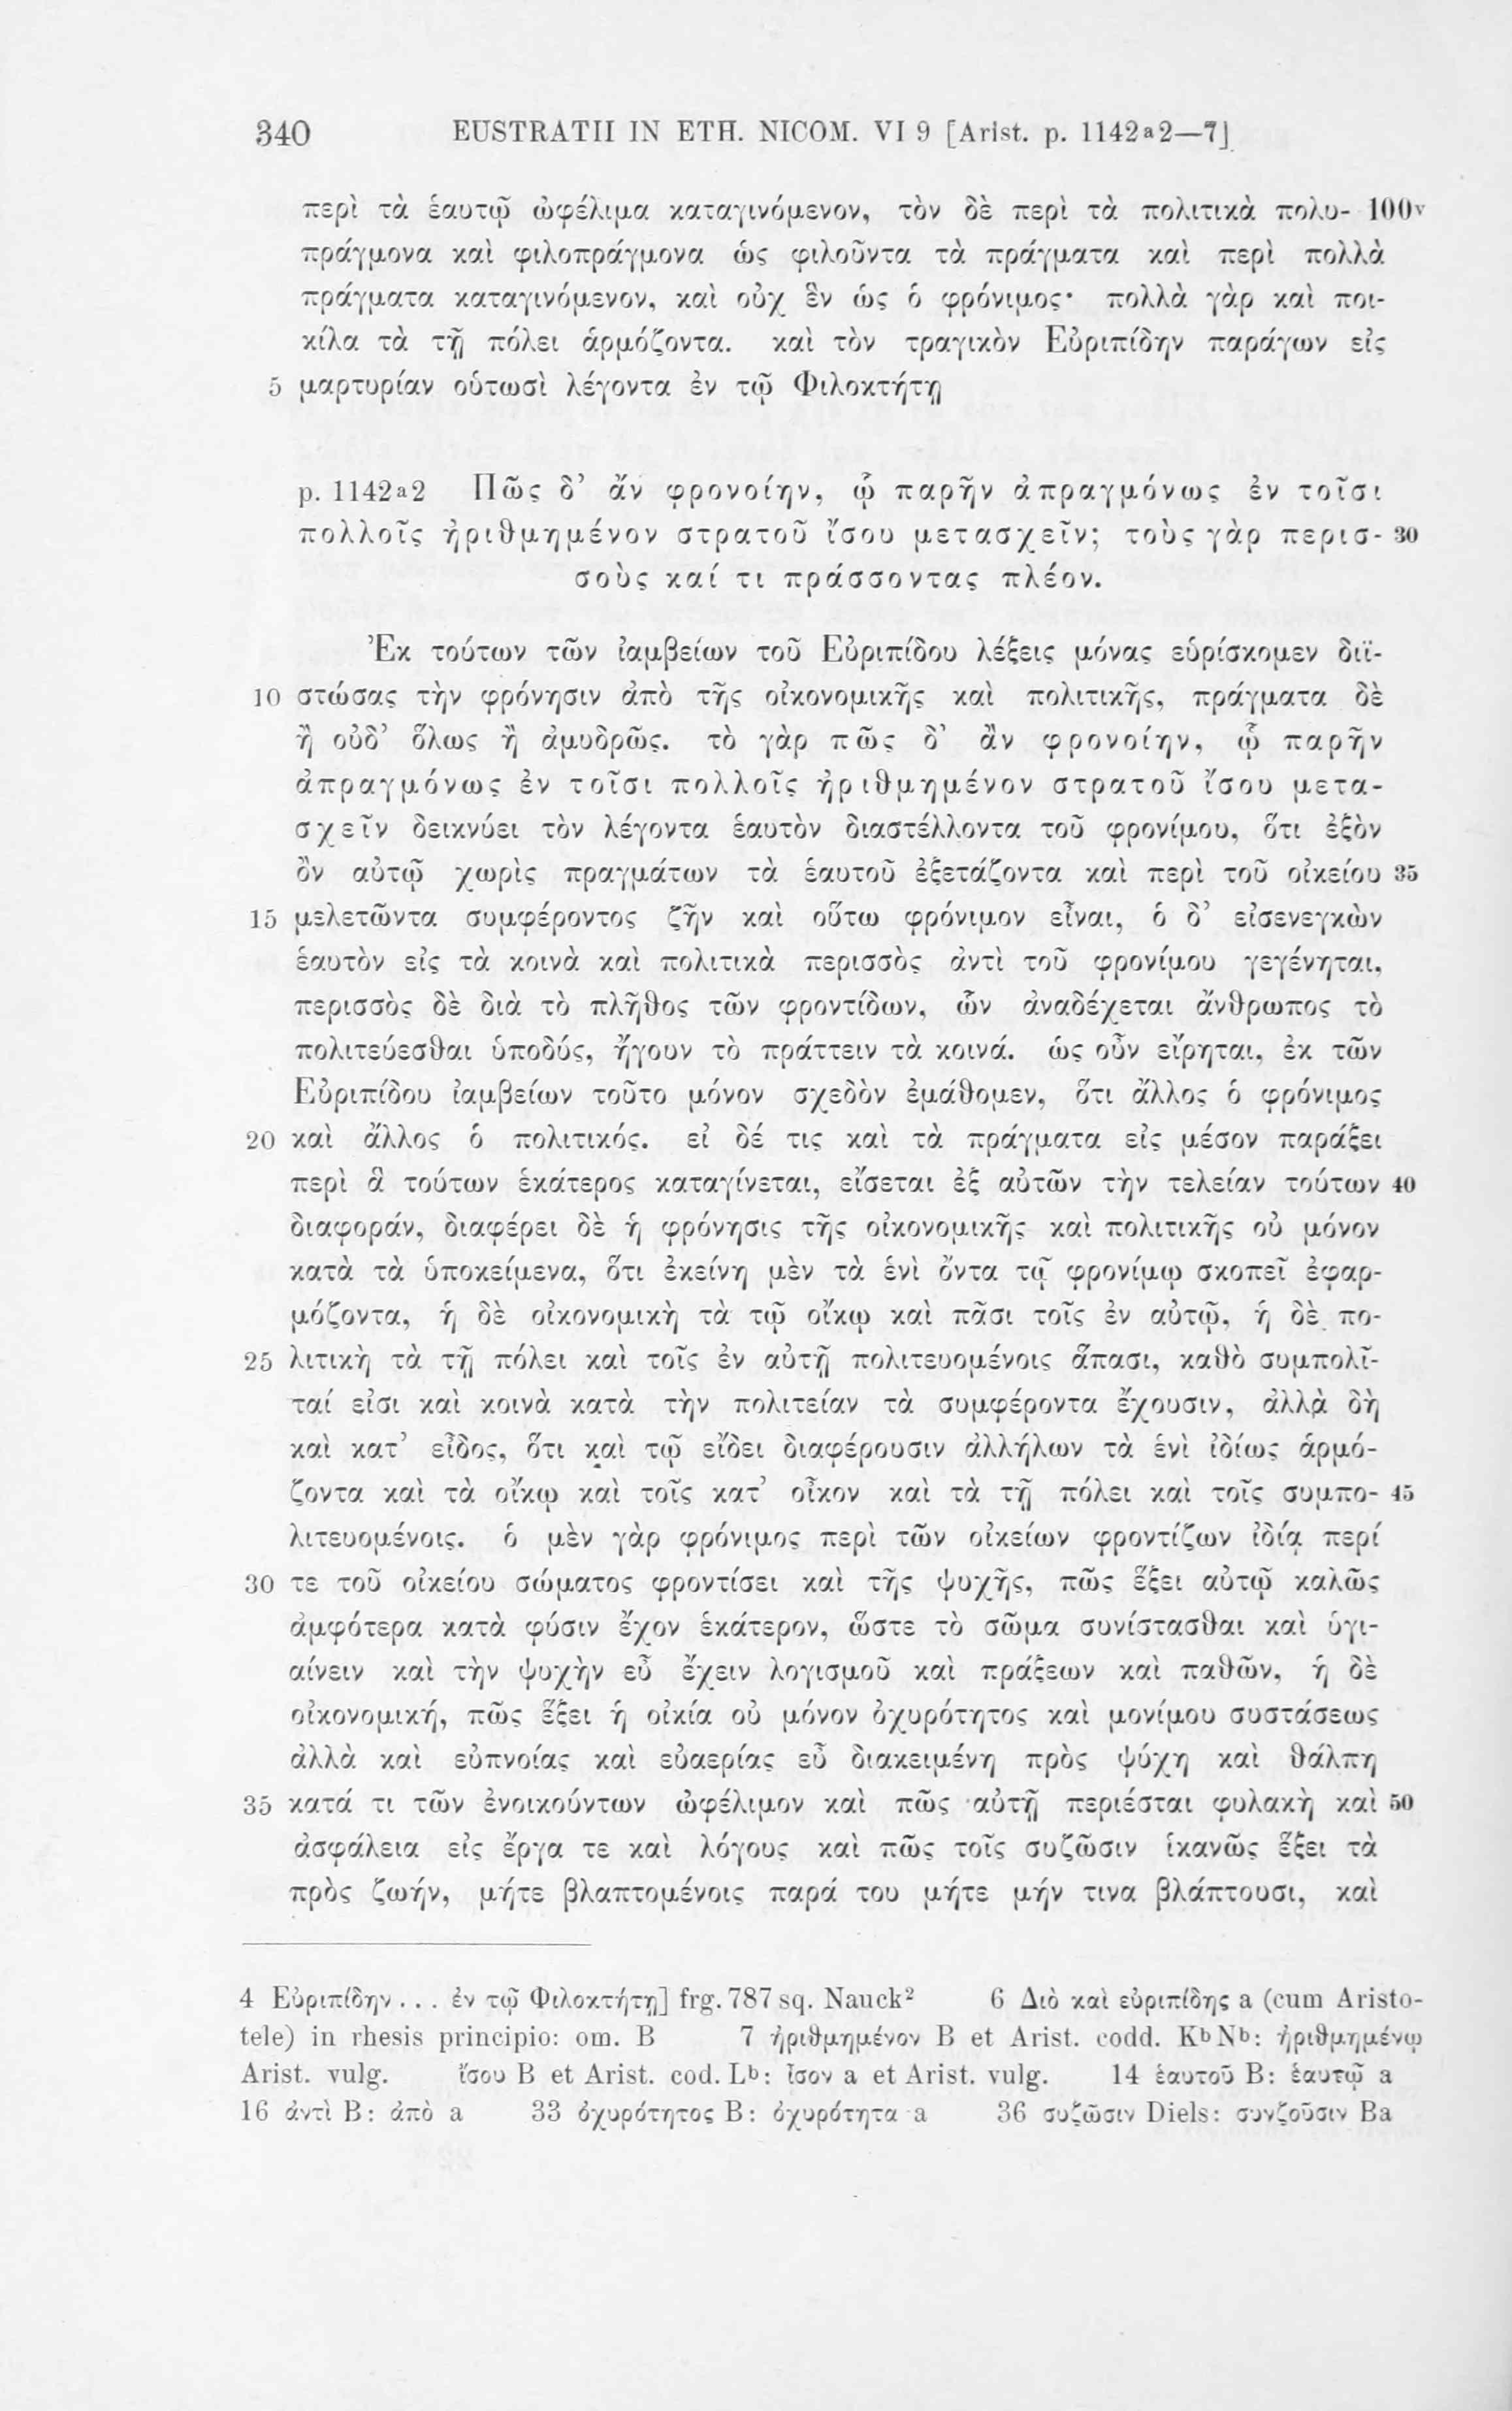 340 EUSTRATII IN ETH. NICOM. VI 9 [Arist. p. 1142ᵃ2—7]
περὶ τὰ ἑαυτῷ ὠφέλιμα καταγινόμενον, τὸν δὲ περὶ τὰ πολιτικὰ πολυ- 100ᵛ
πράγμονα καὶ φιλοπράγμονα ὡς φιλοῦντα τὰ πράγματα καὶ περὶ πολλὰ
πράγματα καταγινόμενον, καὶ οὐχ ἓν ὡς ὁ φρόνιμος· πολλὰ γὰρ καὶ ποι-
κίλα τὰ τῇ πόλει ἁρμόζοντα. καὶ τὸν τραγικὸν Εὐριπίδην παράγων εἰς
5 μαρτυρίαν οὑτωσὶ λέγοντα ἐν τῷ Φιλοκτήτῃ
p. 1142ᵃ2 Πῶς δ’ ἄν φρονοίην, ᾧ παρῆν ἀπραγμόνως ἐν τοῖσι
πολλοῖς ἠριθμημένον στρατοῦ ἴσου μετασχεῖν; τοὺς γὰρ περισ- 30
σοὺς καί τι πράσσοντας πλέον.
Ἐκ τούτων τῶν ἰαμβείων τοῦ Εὐριπίδου λέξεις μόνας εὑρίσκομεν διϊ-
10 στώσας τὴν φρόνησιν ἀπὸ τῆς οἰκονομικῆς καὶ πολιτικῆς, πράγματα δὲ
ἢ οὐδ’ ὅλως ἢ ἀμυδρῶς. τὸ γὰρ πῶς δ’ ἂν φρονοίην, ᾧ παρῆν
ἀπραγμόνως ἐν τοῖσι πολλοῖς ἠριθμημένον στρατοῦ ἴσου μετα-
σχεῖν δεικνύει τὸν λέγοντα ἑαυτὸν διαστέλλοντα τοῦ φρονίμου, ὅτι ἐξὸν
ὂν αὐτῷ χωρὶς πραγμάτων τὰ ἑαυτοῦ ἐξετάζοντα καὶ περὶ τοῦ οἰκείου 35
15 μελετῶντα συμφέροντος ζῆν καὶ οὕτω φρόνιμον εἶναι, ὁ δ’ εἰσενεγκὼν
ἑαυτὸν εἰς τὰ κοινὰ καὶ πολιτικὰ περισσὸς ἀντὶ τοῦ φρονίμου γεγένηται,
περισσὸς δὲ διὰ τὸ πλῆθος τῶν φροντίδων, ὧν ἀναδέχεται ἄνθρωπος τὸ
πολιτεύεσθαι ὑποδύς, ἤγουν τὸ πράττειν τὰ κοινά. ὡς οὖν εἴρηται, ἐκ τῶν
Εὐριπίδου ἰαμβείων τοῦτο μόνον σχεδὸν ἐμάθομεν, ὅτι ἄλλος ὁ φρόνιμος
20 καὶ ἄλλος ὁ πολιτικός. εἰ δέ τις καὶ τὰ πράγματα εἰς μέσον παράξει
περὶ ἃ τούτων ἑκάτερος καταγίνεται, εἴσεται ἐξ αὐτῶν τὴν τελείαν τούτων 40
διαφοράν, διαφέρει δὲ ἡ φρόνησις τῆς οἰκονομικῆς καὶ πολιτικῆς οὐ μόνον
κατὰ τὰ ὑποκείμενα, ὅτι ἐκείνη μὲν τὰ ἑνὶ ὄντα τῷ φρονίμῳ σκοπεῖ ἐφαρ-
μόζοντα, ἡ δὲ οἰκονομικὴ τὰ τῷ οἴκῳ καὶ πᾶσι τοῖς ἐν αὐτῷ, ἡ δὲ πο-
25 λιτικὴ τὰ τῇ πόλει καὶ τοῖς ἐν αὐτῇ πολιτευομένοις ἅπασι, καθὸ συμπολῖ-
ταί εἰσι καὶ κοινὰ κατὰ τὴν πολιτείαν τὰ συμφέροντα ἔχουσιν, ἀλλὰ δὴ
καὶ κατ’ εἶδος, ὅτι καὶ τῷ εἴδει διαφέρουσιν ἀλλήλων τὰ ἑνὶ ἰδίως ἁρμό-
ζοντα καὶ τὰ οἴκῳ καὶ τοῖς κατ’ οἶκον καὶ τὰ τῇ πόλει καὶ τοῖς συμπο- 45
λιτευομένοις. ὁ μὲν γὰρ φρόνιμος περὶ τῶν οἰκείων φροντίζων ἰδίᾳ περί
30 τε τοῦ οἰκείου σώματος φροντίσει καὶ τῆς ψυχῆς, πῶς ἕξει αὐτῷ καλῶς
ἀμφότερα κατὰ φύσιν ἔχον ἑκάτερον, ὥστε τὸ σῶμα συνίστασθαι καὶ ὑγι-
αίνειν καὶ τὴν ψυχὴν εὖ ἔχειν λογισμοῦ καὶ πράξεων καὶ παθῶν, ἡ δὲ
οἰκονομική, πῶς ἕξει ἡ οἰκία οὐ μόνον ὀχυρότητος καὶ μονίμου συστάσεως
ἀλλὰ καὶ εὐπνοίας καὶ εὐαερίας εὖ διακειμένη πρὸς ψύχη καὶ θάλπη
35 κατά τι τῶν ἐνοικούντων ὠφέλιμον καὶ πῶς αὐτῇ περιέσται φυλακὴ καὶ 50
ἀσφάλεια εἰς ἔργα τε καὶ λόγους καὶ πῶς τοῖς συζῶσιν ἱκανῶς ἕξει τὰ
πρὸς ζωήν, μήτε βλαπτομένοις παρά του μήτε μήν τινα βλάπτουσι, καὶ
4 Εὐριπίδην . . . ἐν τῷ Φιλοκτήτῃ] frg. 787 sq. Nauck² 6 Διὸ καὶ εὐριπίδης a (cum Aristo-
tele) in rhesis principio: om. B 7 ἠριθμημένον B et Arist. codd. KᵇNᵇ: ἠριθμημένῳ
Arist. vulg. ἴσου B et Arist. cod. Lᵇ: ἴσον a et Arist. vulg. 14 ἑαυτοῦ B: ἑαυτῷ a
16 ἀντὶ B: ἀπὸ a 33 ὀχυρότητος B: ὀχυρότητα a 36 συζῶσιν Diels: συνζοῦσιν Ba